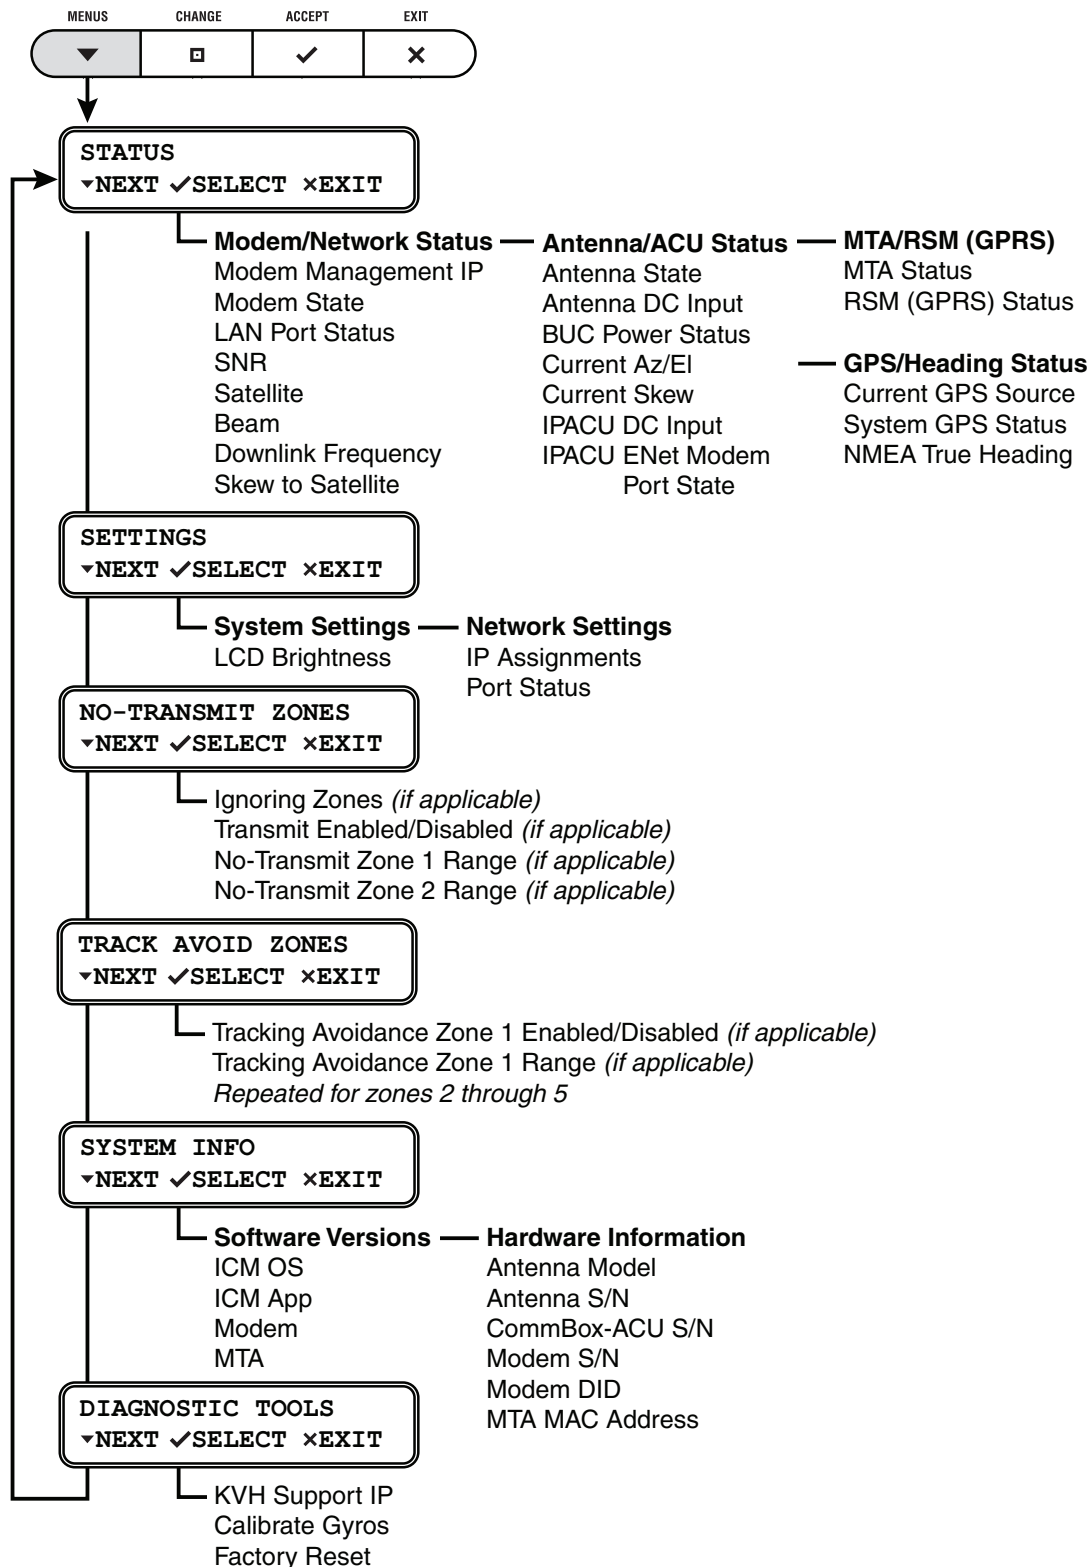 MENUS CHANGE ACCEPT EXIT
STATUS
▼NEXT ✓SELECT ×EXIT
Modem/Network Status
Modem Management IP
Modem State
LAN Port Status
SNR
Satellite
Beam
Downlink Frequency
Skew to Satellite
Antenna/ACU Status
Antenna State
Antenna DC Input
BUC Power Status
Current Az/El
Current Skew
IPACU DC Input
IPACU ENet Modem
Port State
MTA/RSM (GPRS)
MTA Status
RSM (GPRS) Status
GPS/Heading Status
Current GPS Source
System GPS Status
NMEA True Heading
SETTINGS
▼NEXT ✓SELECT ×EXIT
System Settings
LCD Brightness
Network Settings
IP Assignments
Port Status
NO-TRANSMIT ZONES
▼NEXT ✓SELECT ×EXIT
Ignoring Zones (if applicable)
Transmit Enabled/Disabled (if applicable)
No-Transmit Zone 1 Range (if applicable)
No-Transmit Zone 2 Range (if applicable)
TRACK AVOID ZONES
▼NEXT ✓SELECT ×EXIT
Tracking Avoidance Zone 1 Enabled/Disabled (if applicable)
Tracking Avoidance Zone 1 Range (if applicable)
Repeated for zones 2 through 5
SYSTEM INFO
▼NEXT ✓SELECT ×EXIT
Software Versions
ICM OS
ICM App
Modem
MTA
Hardware Information
Antenna Model
Antenna S/N
CommBox-ACU S/N
Modem S/N
Modem DID
MTA MAC Address
DIAGNOSTIC TOOLS
▼NEXT ✓SELECT ×EXIT
KVH Support IP
Calibrate Gyros
Factory Reset